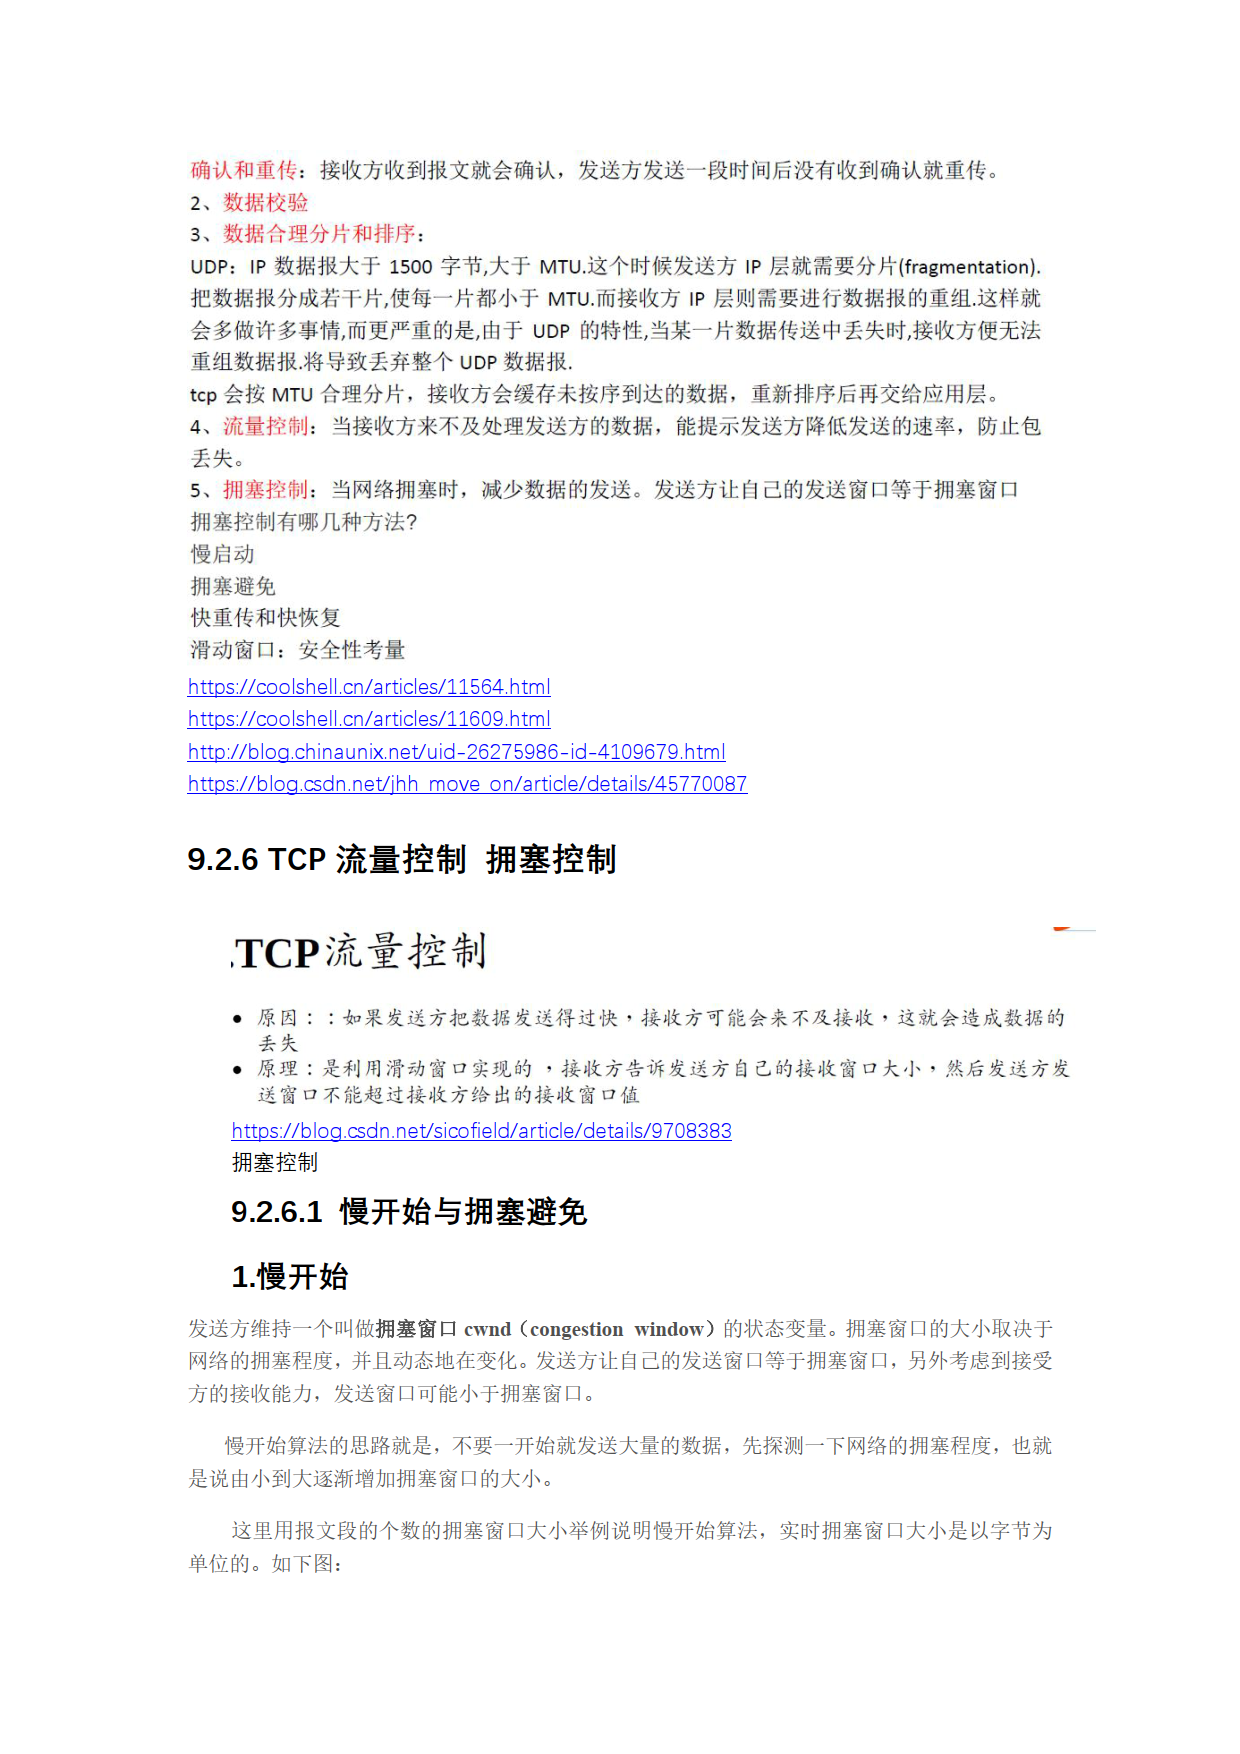 确认和重传：接收方收到报文就会确认，发送方发送一段时间后没有收到确认就重传。
2、数据校验
3、数据合理分片和排序：
UDP：IP 数据报大于 1500 字节,大于 MTU.这个时候发送方 IP 层就需要分片(fragmentation).
把数据报分成若干片,使每一片都小于 MTU.而接收方 IP 层则需要进行数据报的重组.这样就
会多做许多事情,而更严重的是,由于 UDP 的特性,当某一片数据传送中丢失时,接收方便无法
重组数据报.将导致丢弃整个 UDP 数据报.
tcp 会按 MTU 合理分片，接收方会缓存未按序到达的数据，重新排序后再交给应用层。
4、流量控制：当接收方来不及处理发送方的数据，能提示发送方降低发送的速率，防止包
丢失。
5、拥塞控制：当网络拥塞时，减少数据的发送。发送方让自己的发送窗口等于拥塞窗口
拥塞控制有哪几种方法?
慢启动
拥塞避免
快重传和快恢复
滑动窗口：安全性考量
https://coolshell.cn/articles/11564.html
https://coolshell.cn/articles/11609.html
http://blog.chinaunix.net/uid-26275986-id-4109679.html
https://blog.csdn.net/jhh_move_on/article/details/45770087
9.2.6 TCP 流量控制 拥塞控制
.TCP流量控制
● 原因：：如果发送方把数据发送得过快，接收方可能会来不及接收，这就会造成数据的
丢失
● 原理：是利用滑动窗口实现的 ，接收方告诉发送方自己的接收窗口大小，然后发送方发
送窗口不能超过接收方给出的接收窗口值
https://blog.csdn.net/sicofield/article/details/9708383
拥塞控制
9.2.6.1 慢开始与拥塞避免
1.慢开始
发送方维持一个叫做拥塞窗口 cwnd（congestion window）的状态变量。拥塞窗口的大小取决于
网络的拥塞程度，并且动态地在变化。发送方让自己的发送窗口等于拥塞窗口，另外考虑到接受
方的接收能力，发送窗口可能小于拥塞窗口。
慢开始算法的思路就是，不要一开始就发送大量的数据，先探测一下网络的拥塞程度，也就
是说由小到大逐渐增加拥塞窗口的大小。
这里用报文段的个数的拥塞窗口大小举例说明慢开始算法，实时拥塞窗口大小是以字节为
单位的。如下图：